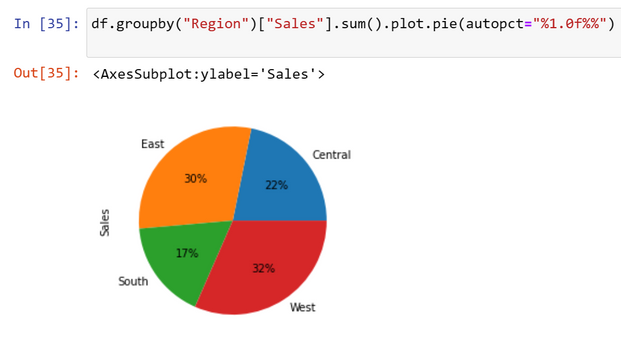 In [35]: df.groupby("Region")["Sales"].sum().plot.pie(autopct="%1.0f%%")
Out[35]: <AxesSubplot:ylabel='Sales'>
East
Central
30%
22%
Sales
17%
32%
South
West